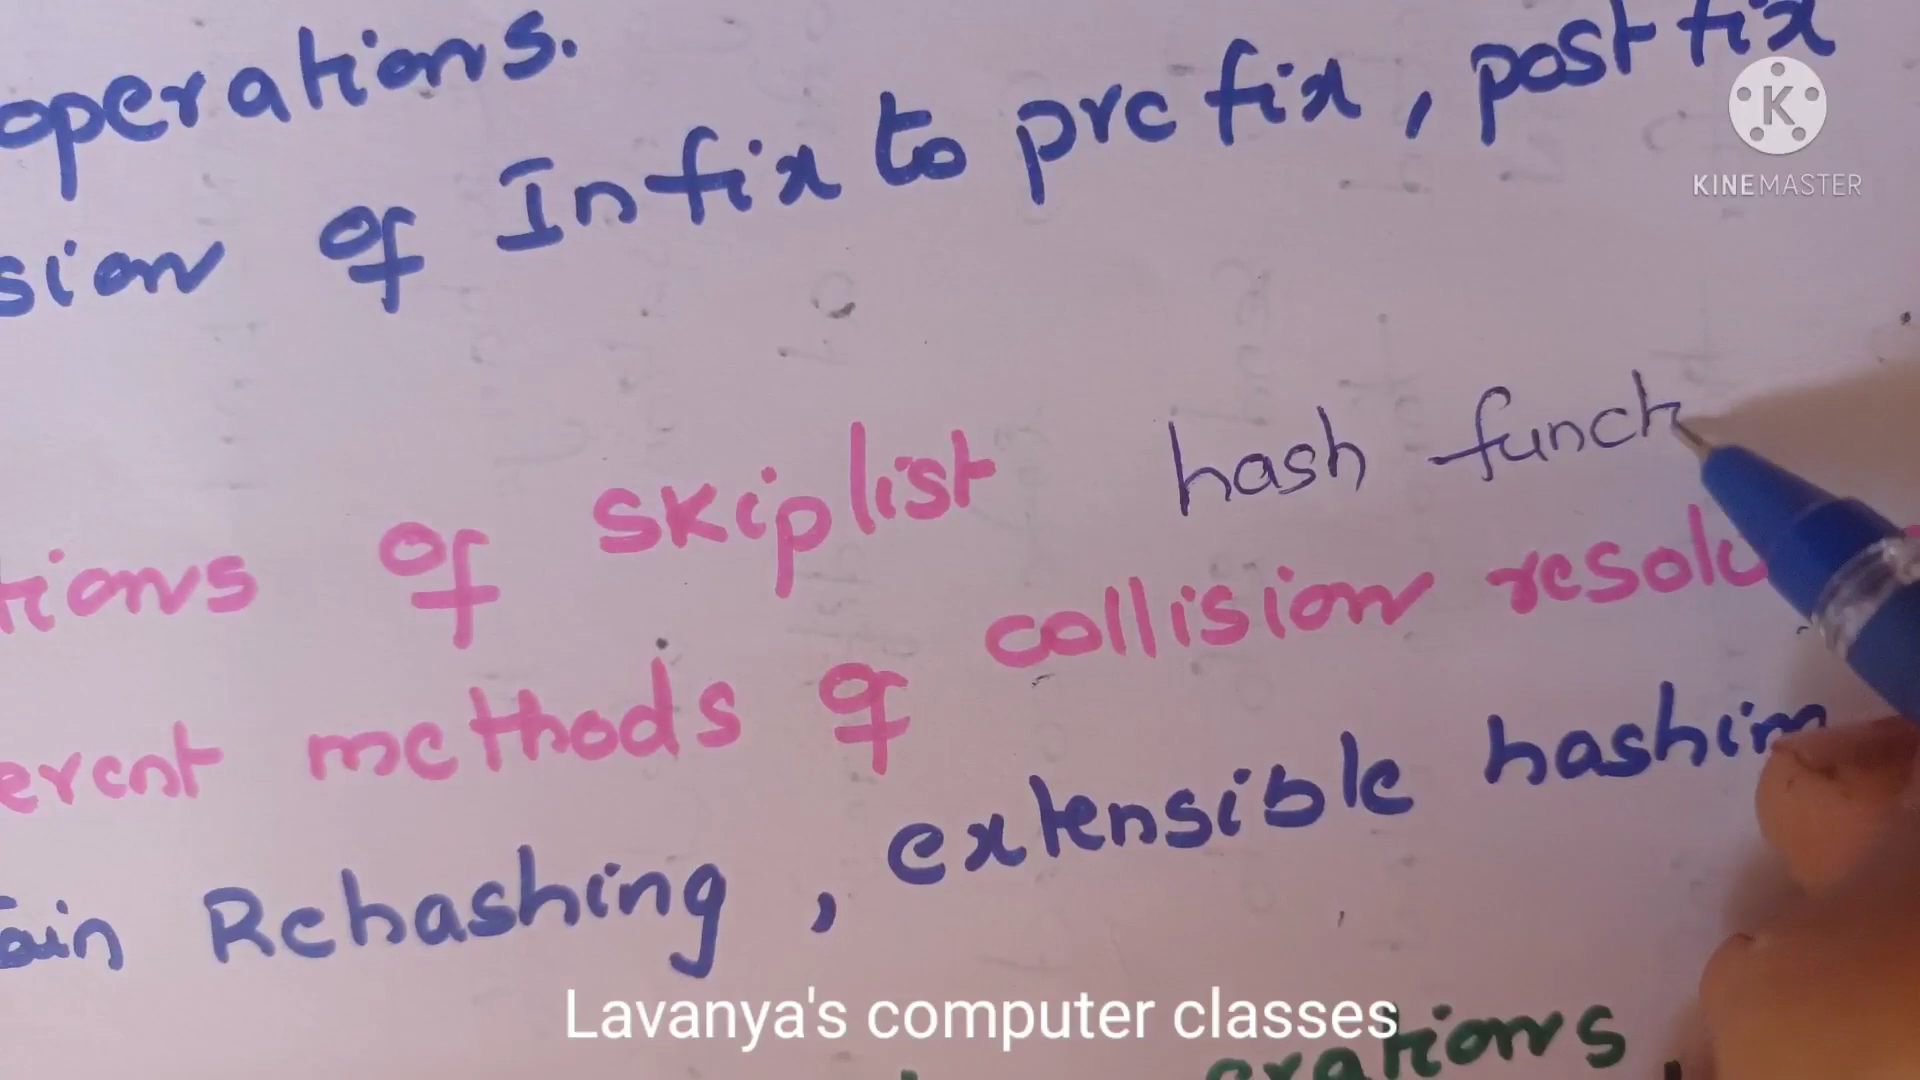 operations.
sion of Infix to prefix, postfix
KINEMASTER
tions of skiplist hash funct
erent methods of collision resolu
ain Rehashing, extensible hashin
Lavanya's computer classes
erations